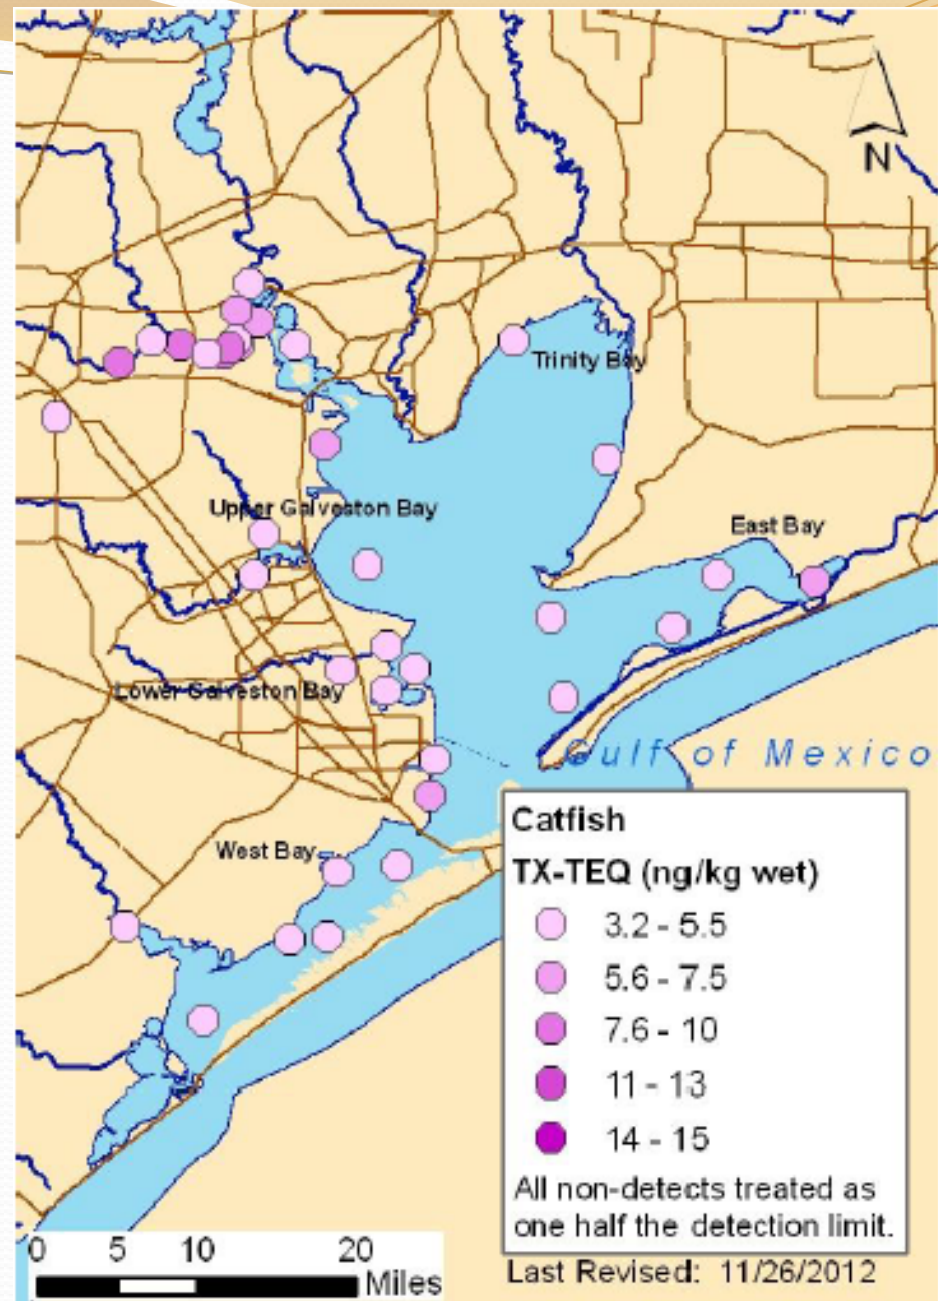 N
Trinity Bay
Upper Galveston Bay
East Bay
Lower Galveston Bay
Gulf of Mexico
West Bay
Catfish
TX-TEQ (ng/kg wet)
3.2 - 5.5
5.6 - 7.5
7.6 - 10
11 - 13
14 - 15
All non-detects treated as
one half the detection limit.
0 5 10 20
Miles
Last Revised: 11/26/2012